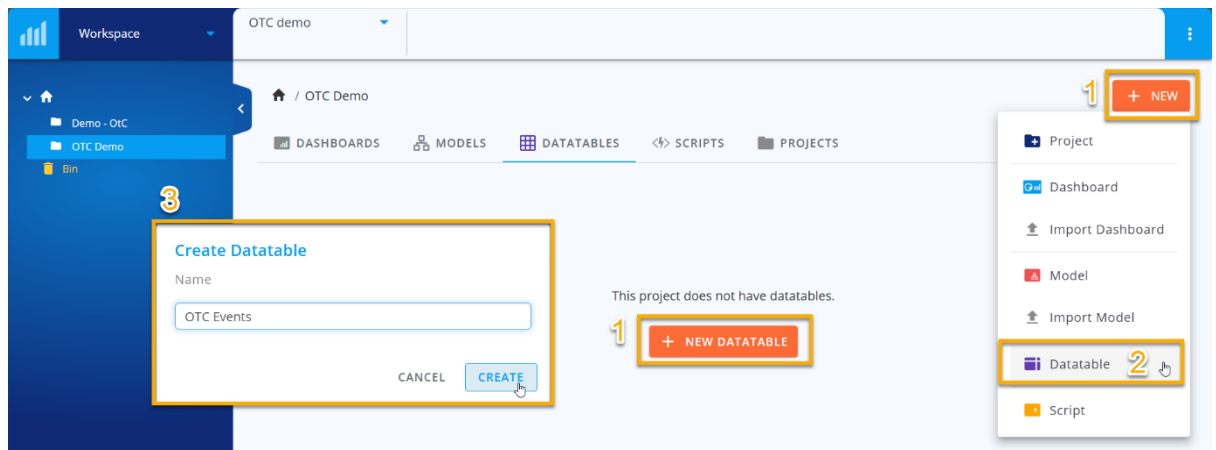 Workspace
OTC demo
/ OTC Demo
1
+ NEW
Demo - OtC
OTC Demo
Bin
DASHBOARDS
MODELS
DATATABLES
SCRIPTS
PROJECTS
Project
Dashboard
Import Dashboard
Model
Import Model
Datatable
2
Script
3
Create Datatable
Name
OTC Events
CANCEL
CREATE
This project does not have datatables.
1
+ NEW DATATABLE